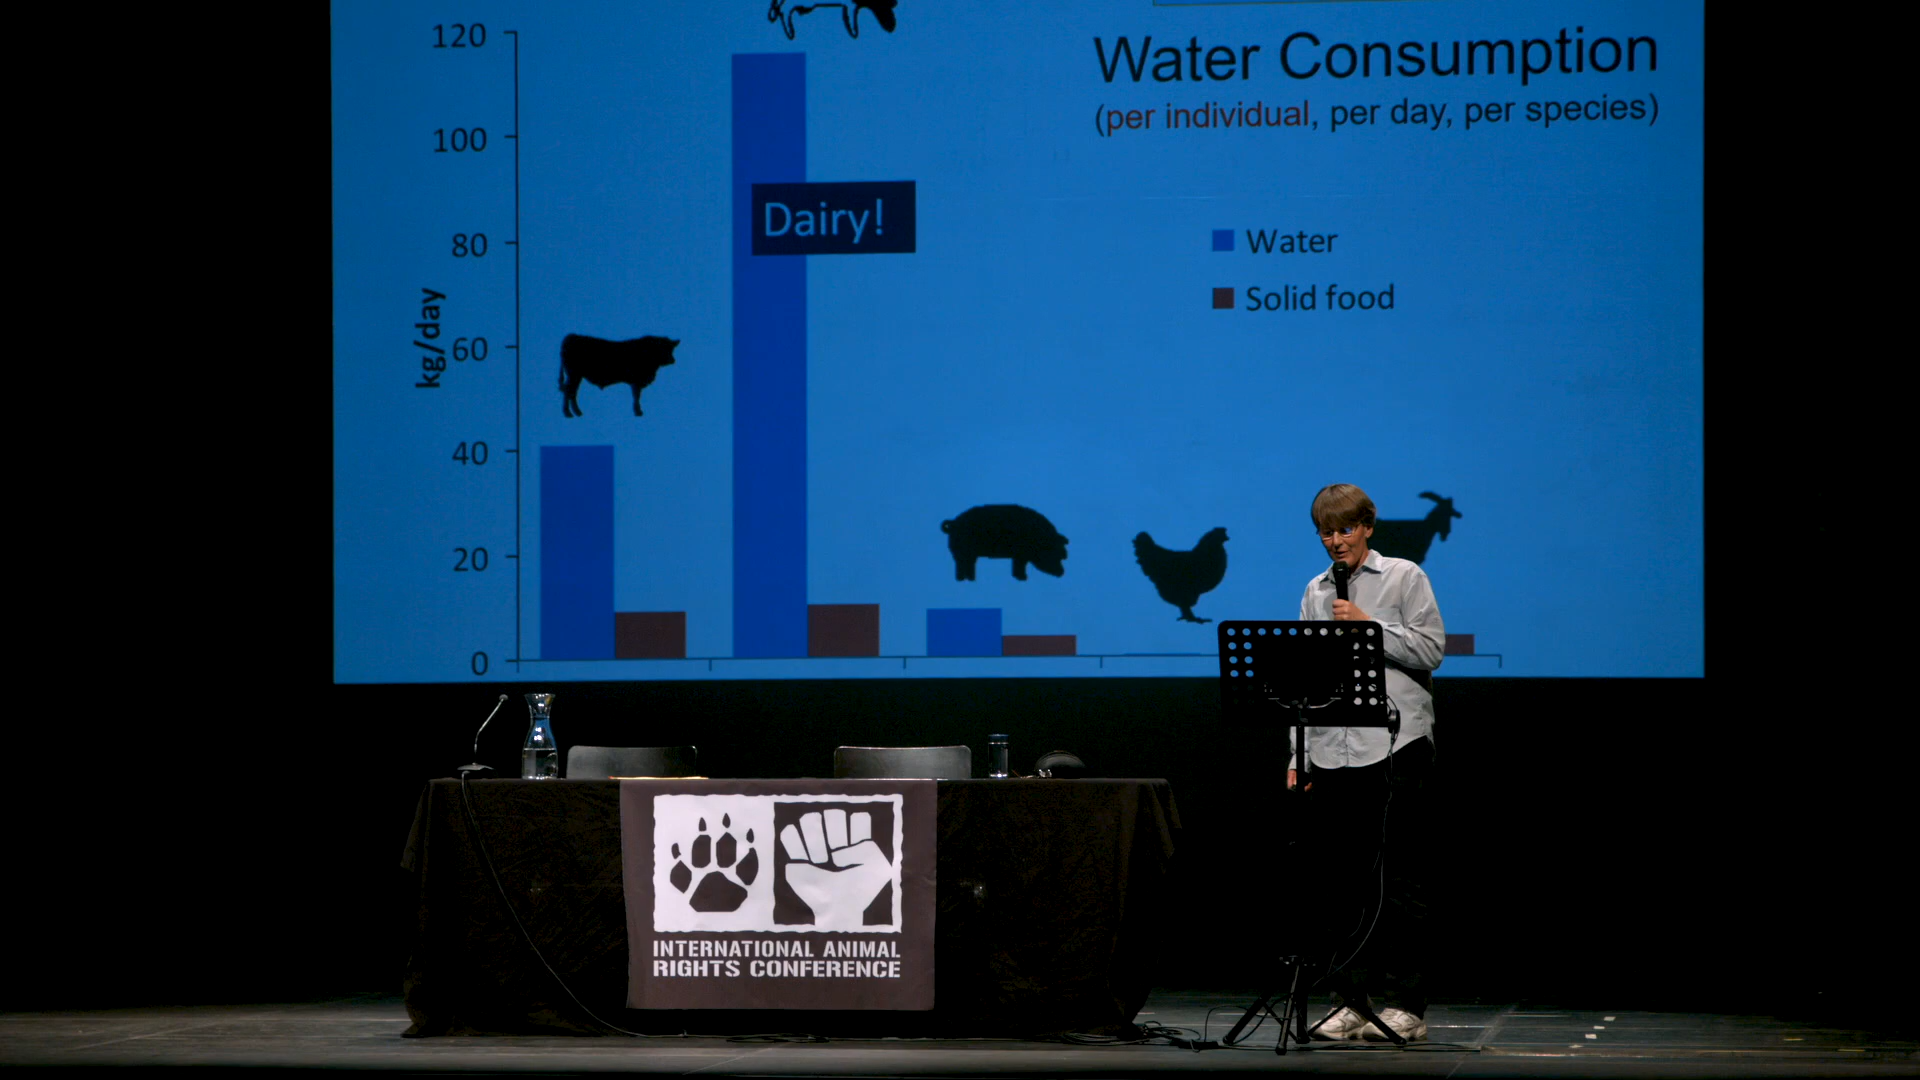 Water Consumption
(per individual, per day, per species)
120
100
80
60
40
20
0
kg/day
Dairy!
Water
Solid food
INTERNATIONAL ANIMAL
RIGHTS CONFERENCE